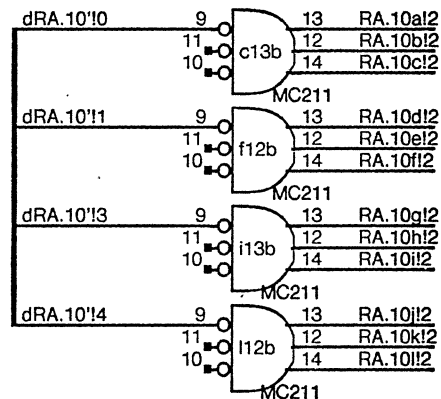 dRA.10'!0 9 13 RA.10a!2
11 12 RA.10b!2
10 c13b 14 RA.10c!2
MC211
dRA.10'!1 9 13 RA.10d!2
11 12 RA.10e!2
10 f12b 14 RA.10f!2
MC211
dRA.10'!3 9 13 RA.10g!2
11 12 RA.10h!2
10 i13b 14 RA.10i!2
MC211
dRA.10'!4 9 13 RA.10j!2
11 12 RA.10k!2
10 l12b 14 RA.10l!2
MC211